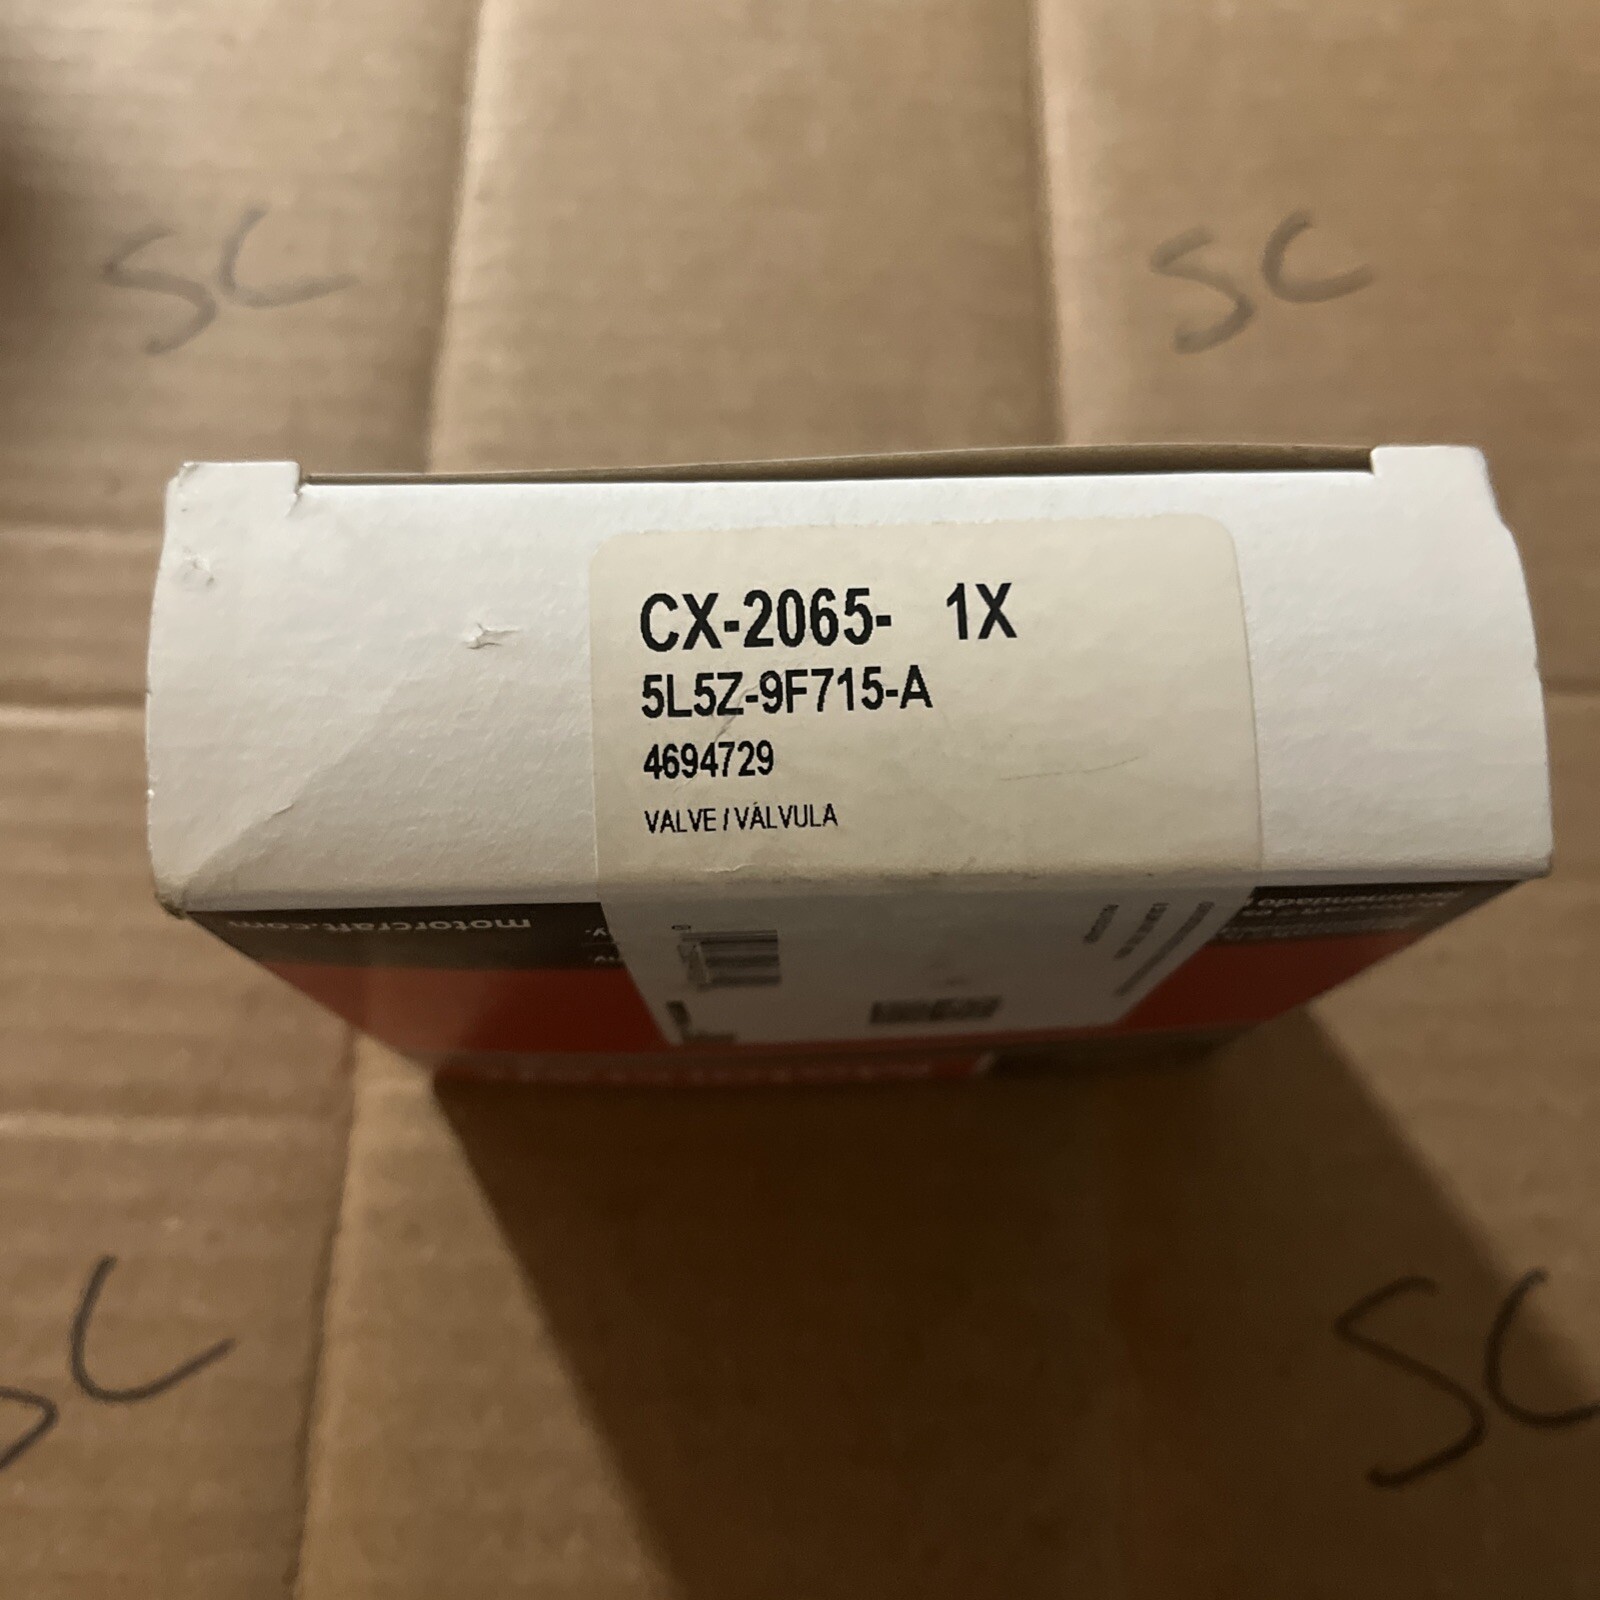 SC
SC
CX-2065- 1X
5L5Z-9F715-A
4694729
VALVE / VÁLVULA
motorcraft.com
SC
SC